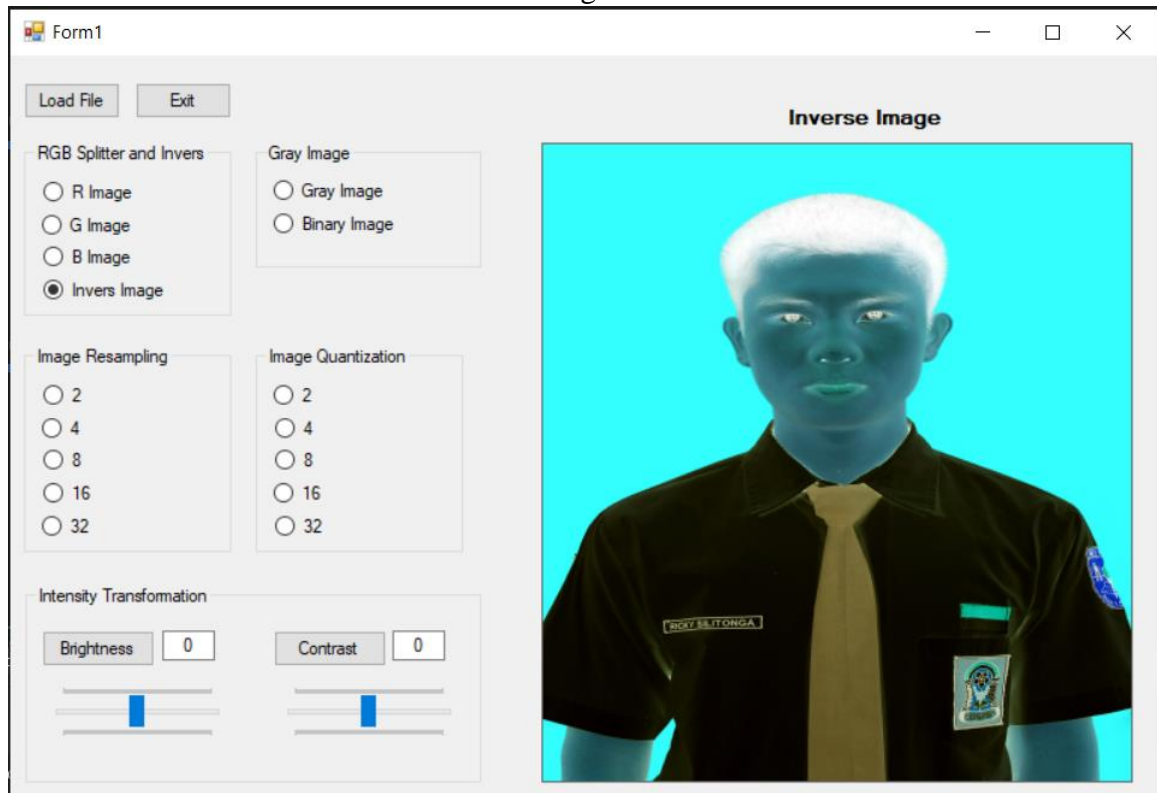 Form1
Load File
Exit
RGB Splitter and Invers
R Image
G Image
B Image
Invers Image
Gray Image
Gray Image
Binary Image
Image Resampling
2
4
8
16
32
Image Quantization
2
4
8
16
32
Intensity Transformation
Brightness
0
Contrast
0
Inverse Image
RICKY SILITONGA